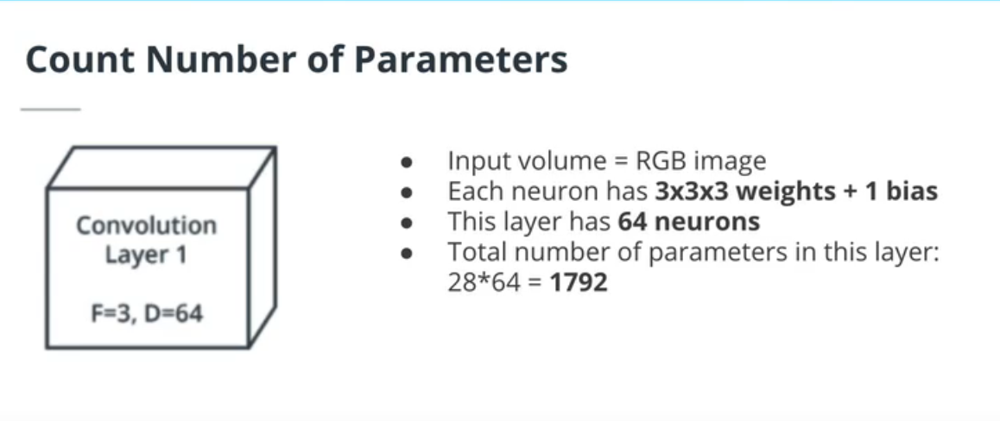 Count Number of Parameters
Convolution
Layer 1
F=3, D=64
● Input volume = RGB image
● Each neuron has 3x3x3 weights + 1 bias
● This layer has 64 neurons
● Total number of parameters in this layer:
28*64 = 1792